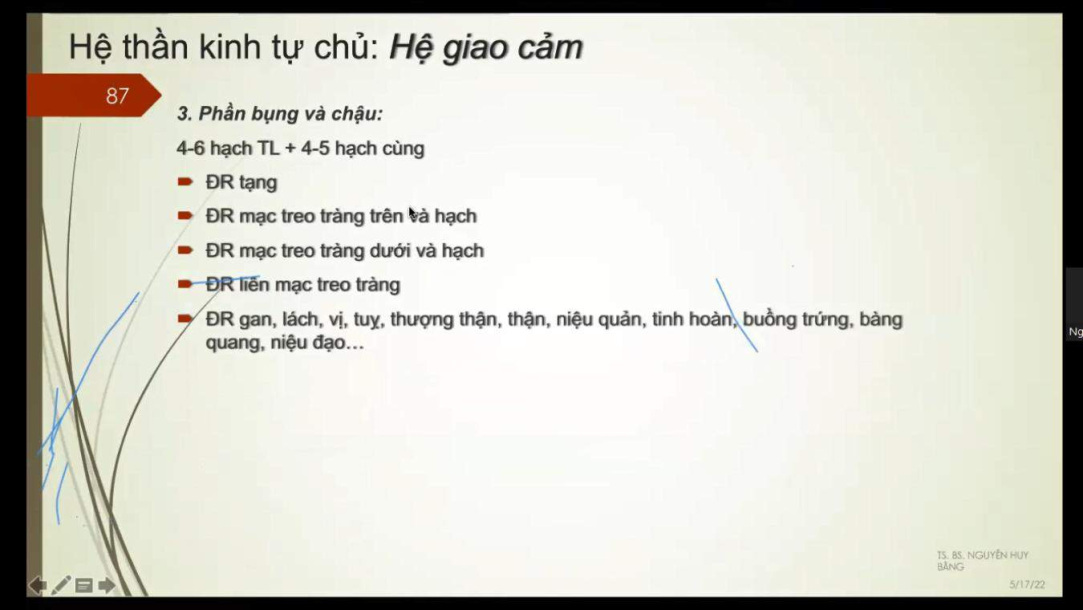 Hệ thần kinh tự chủ: Hệ giao cảm
87
3. Phần bụng và chậu:
4-6 hạch TL + 4-5 hạch cùng
ĐR tạng
ĐR mạc treo tràng trên và hạch
ĐR mạc treo tràng dưới và hạch
ĐR liên mạc treo tràng
ĐR gan, lách, vị, tuỵ, thượng thận, thận, niệu quản, tinh hoàn, buồng trứng, bàng
quang, niệu đạo...
Ng
TS. BS. NGUYỄN HUY
BẰNG
5/17/22